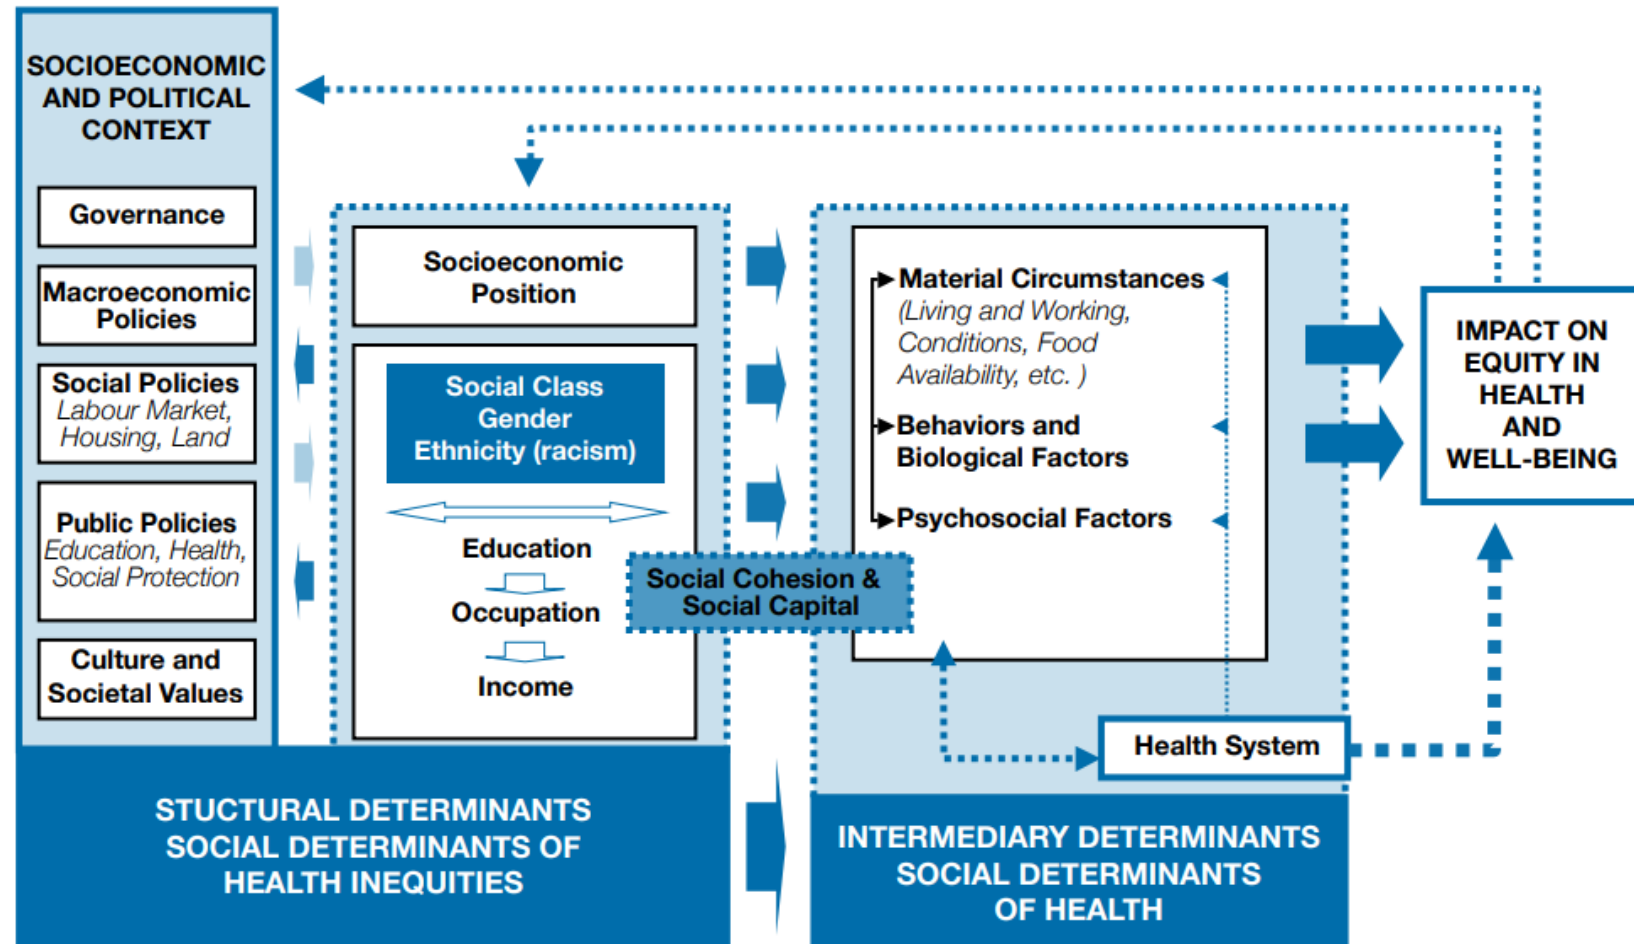 SOCIOECONOMIC
AND POLITICAL
CONTEXT
Governance
Macroeconomic
Policies
Social Policies
Labour Market,
Housing, Land
Public Policies
Education, Health,
Social Protection
Culture and
Societal Values
Socioeconomic
Position
Social Class
Gender
Ethnicity (racism)
Education
Occupation
Income
Social Cohesion &
Social Capital
STUCTURAL DETERMINANTS
SOCIAL DETERMINANTS OF
HEALTH INEQUITIES
Material Circumstances
(Living and Working,
Conditions, Food
Availability, etc. )
Behaviors and
Biological Factors
Psychosocial Factors
Health System
INTERMEDIARY DETERMINANTS
SOCIAL DETERMINANTS
OF HEALTH
IMPACT ON
EQUITY IN
HEALTH
AND
WELL-BEING